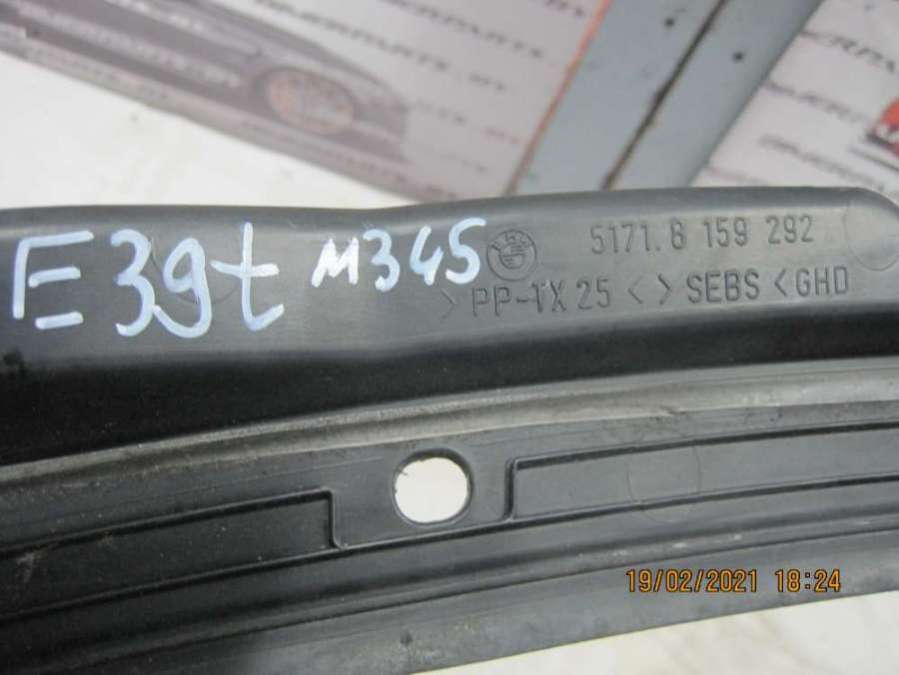 E39t M345
5171.8 159 292
>PP-TX 25 <> SEBS <GHD
19/02/2021 18:24